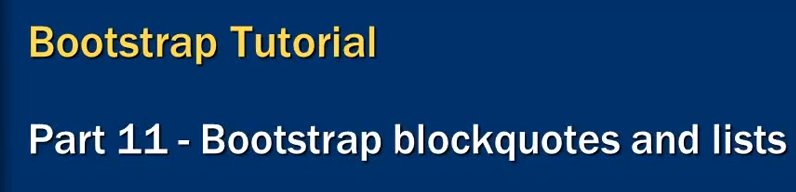 Bootstrap Tutorial
Part 11 - Bootstrap blockquotes and lists